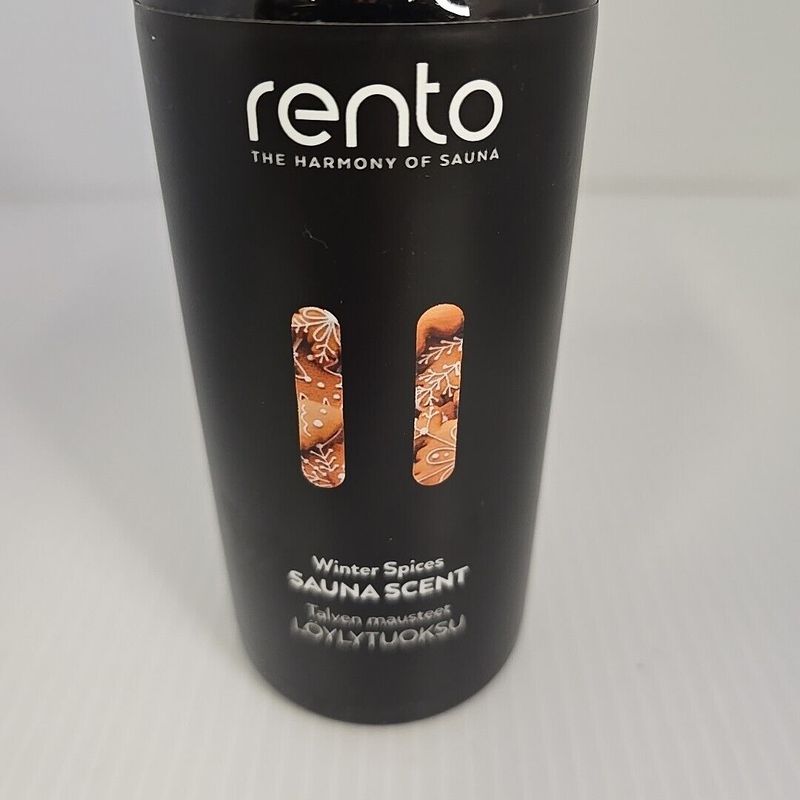 rento
THE HARMONY OF SAUNA
Winter Spices
SAUNA SCENT
Talven mausteet
LÖYLYTUOKSU